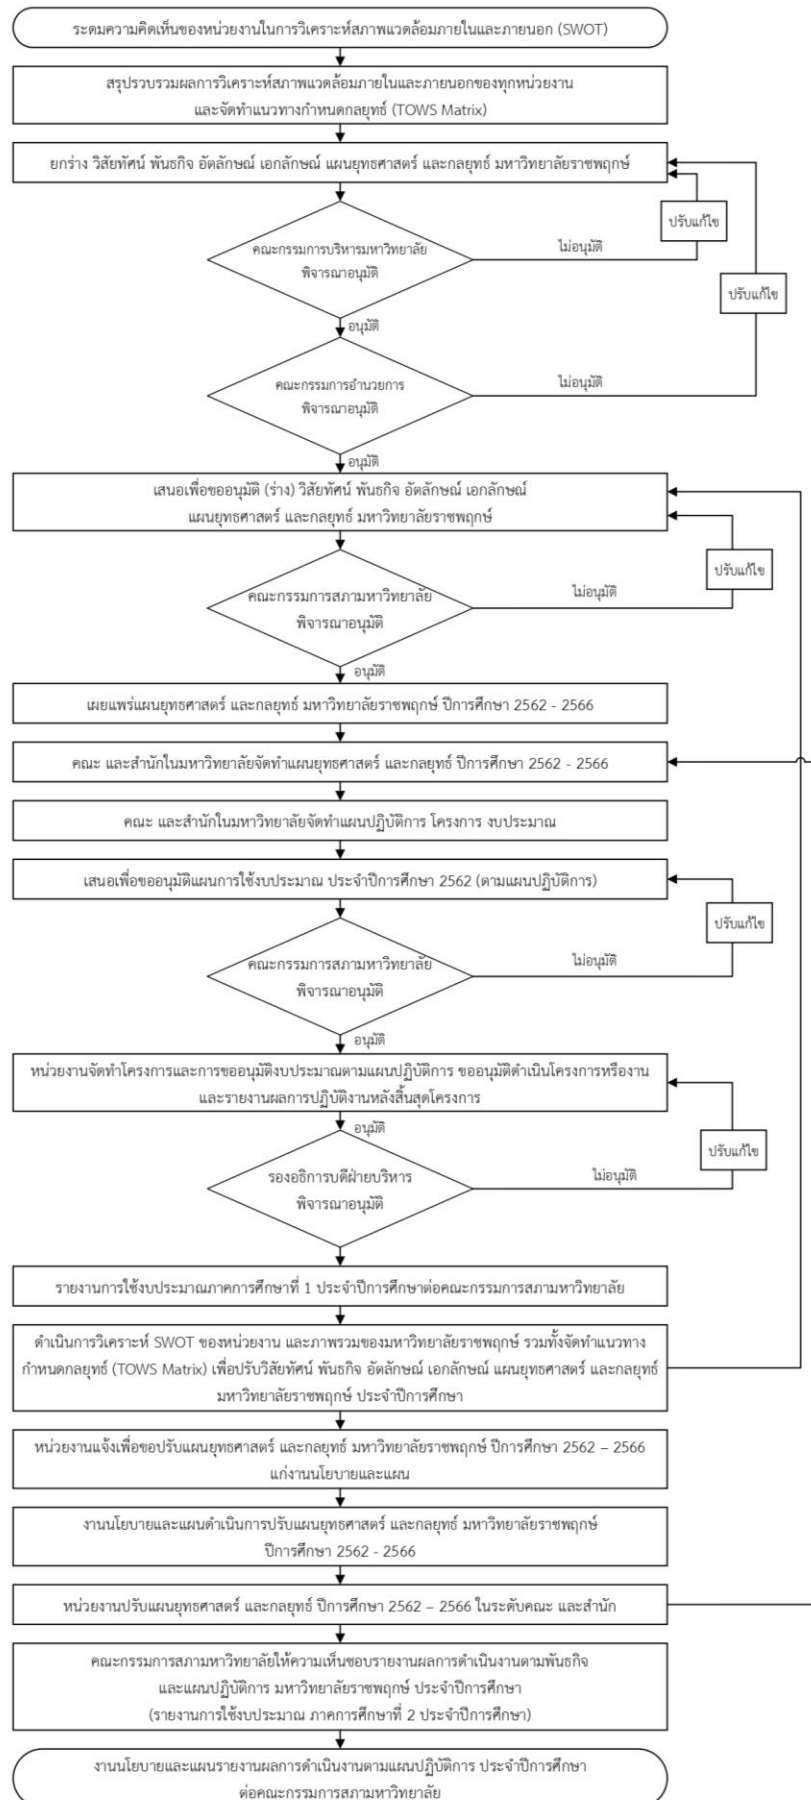 ระดมความคิดเห็นของหน่วยงานในการวิเคราะห์สภาพแวดล้อมภายในและภายนอก (SWOT)
สรุปรวบรวมผลการวิเคราะห์สภาพแวดล้อมภายในและภายนอกของทุกหน่วยงาน
และจัดทำแนวทางกำหนดกลยุทธ์ (TOWS Matrix)
ยกร่าง วิสัยทัศน์ พันธกิจ อัตลักษณ์ เอกลักษณ์ แผนยุทธศาสตร์ และกลยุทธ์ มหาวิทยาลัยราชพฤกษ์
ปรับแก้ไข
คณะกรรมการบริหารมหาวิทยาลัย
พิจารณาอนุมัติ
ไม่อนุมัติ
ปรับแก้ไข
อนุมัติ
คณะกรรมการอำนวยการ
พิจารณาอนุมัติ
ไม่อนุมัติ
อนุมัติ
เสนอเพื่อขออนุมัติ (ร่าง) วิสัยทัศน์ พันธกิจ อัตลักษณ์ เอกลักษณ์
แผนยุทธศาสตร์ และกลยุทธ์ มหาวิทยาลัยราชพฤกษ์
ปรับแก้ไข
คณะกรรมการสภามหาวิทยาลัย
พิจารณาอนุมัติ
ไม่อนุมัติ
อนุมัติ
เผยแพร่แผนยุทธศาสตร์ และกลยุทธ์ มหาวิทยาลัยราชพฤกษ์ ปีการศึกษา 2562 - 2566
คณะ และสำนักในมหาวิทยาลัยจัดทำแผนยุทธศาสตร์ และกลยุทธ์ ปีการศึกษา 2562 - 2566
คณะ และสำนักในมหาวิทยาลัยจัดทำแผนปฏิบัติการ โครงการ งบประมาณ
เสนอเพื่อขออนุมัติแผนการใช้งบประมาณ ประจำปีการศึกษา 2562 (ตามแผนปฏิบัติการ)
ปรับแก้ไข
คณะกรรมการสภามหาวิทยาลัย
พิจารณาอนุมัติ
ไม่อนุมัติ
อนุมัติ
หน่วยงานจัดทำโครงการและการขออนุมัติงบประมาณตามแผนปฏิบัติการ ขออนุมัติดำเนินโครงการหรืองาน
และรายงานผลการปฏิบัติงานหลังสิ้นสุดโครงการ
อนุมัติ
ปรับแก้ไข
รองอธิการบดีฝ่ายบริหาร
พิจารณาอนุมัติ
ไม่อนุมัติ
รายงานการใช้งบประมาณภาคการศึกษาที่ 1 ประจำปีการศึกษาต่อคณะกรรมการสภามหาวิทยาลัย
ดำเนินการวิเคราะห์ SWOT ของหน่วยงาน และภาพรวมของมหาวิทยาลัยราชพฤกษ์ รวมทั้งจัดทำแนวทาง
กำหนดกลยุทธ์ (TOWS Matrix) เพื่อปรับวิสัยทัศน์ พันธกิจ อัตลักษณ์ เอกลักษณ์ แผนยุทธศาสตร์ และกลยุทธ์
มหาวิทยาลัยราชพฤกษ์ ประจำปีการศึกษา
หน่วยงานแจ้งเพื่อขอปรับแผนยุทธศาสตร์ และกลยุทธ์ มหาวิทยาลัยราชพฤกษ์ ปีการศึกษา 2562 – 2566
แก่งานนโยบายและแผน
งานนโยบายและแผนดำเนินการปรับแผนยุทธศาสตร์ และกลยุทธ์ มหาวิทยาลัยราชพฤกษ์
ปีการศึกษา 2562 - 2566
หน่วยงานปรับแผนยุทธศาสตร์ และกลยุทธ์ ปีการศึกษา 2562 – 2566 ในระดับคณะ และสำนัก
คณะกรรมการสภามหาวิทยาลัยให้ความเห็นชอบรายงานผลการดำเนินงานตามพันธกิจ
และแผนปฏิบัติการ มหาวิทยาลัยราชพฤกษ์ ประจำปีการศึกษา
(รายงานการใช้งบประมาณ ภาคการศึกษาที่ 2 ประจำปีการศึกษา)
งานนโยบายและแผนรายงานผลการดำเนินงานตามแผนปฏิบัติการ ประจำปีการศึกษา
ต่อคณะกรรมการสภามหาวิทยาลัย